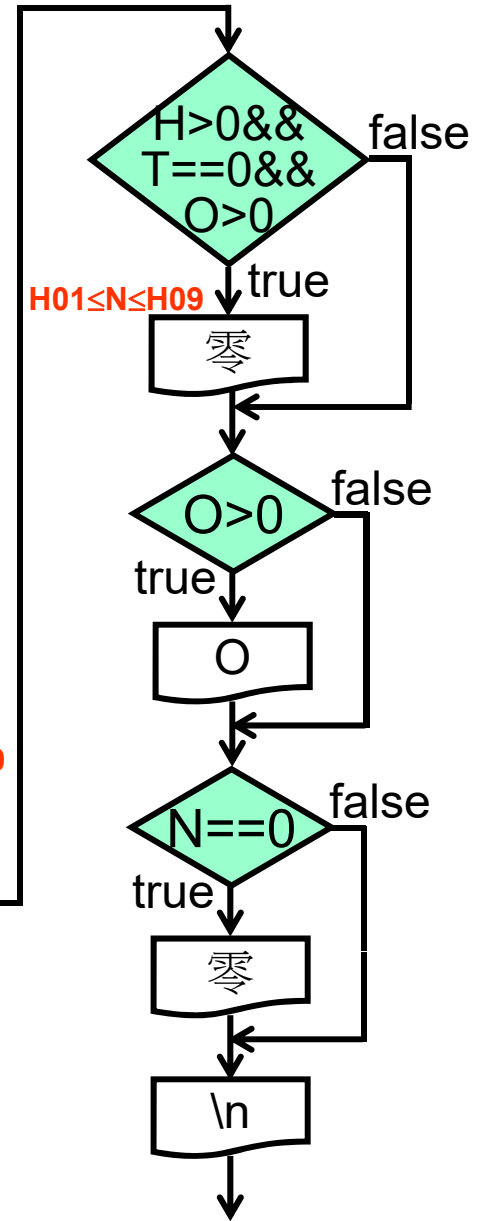 H>0&&
T==0&&
O>0
false
true
H01≤N≤H09
零
O>0
false
true
O
N==0
false
true
零
\n